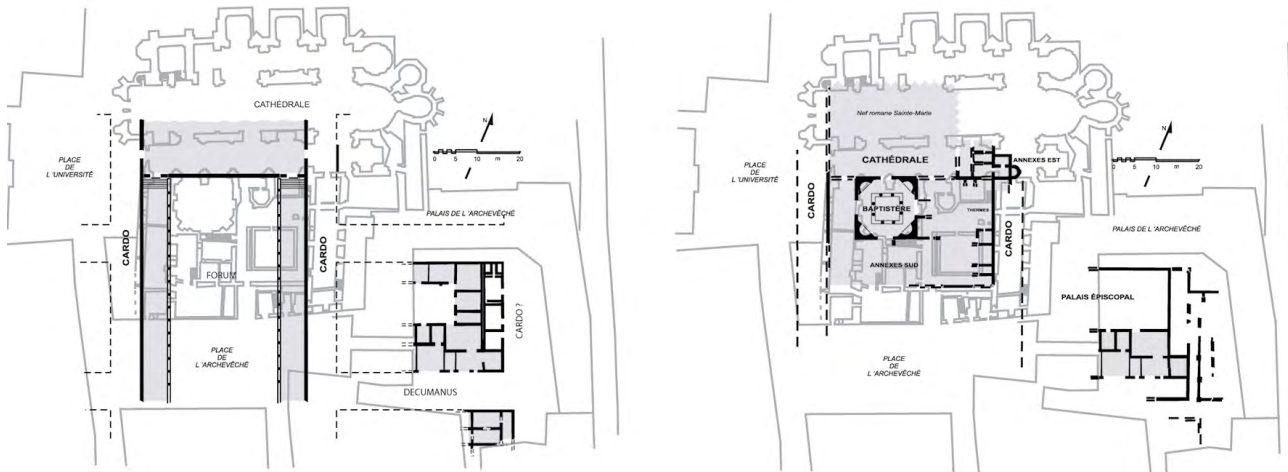 CATHÉDRALE
N
0 5 10 m 20
PLACE
DE
L 'UNIVERSITÉ
PALAIS DE L 'ARCHEVÊCHÉ
CARDO
CARDO
FORUM
CARDO ?
PLACE
DE
L 'ARCHEVÊCHÉ
DECUMANUS
Nef romane Sainte-Marie
N
CATHÉDRALE
ANNEXES EST
0 5 10 m 20
PLACE
DE
L 'UNIVERSITÉ
CARDO
BAPTISTÈRE
THERMES
CARDO
PALAIS DE L 'ARCHEVÊCHÉ
ANNEXES SUD
PALAIS ÉPISCOPAL
PLACE
DE
L 'ARCHEVÊCHÉ